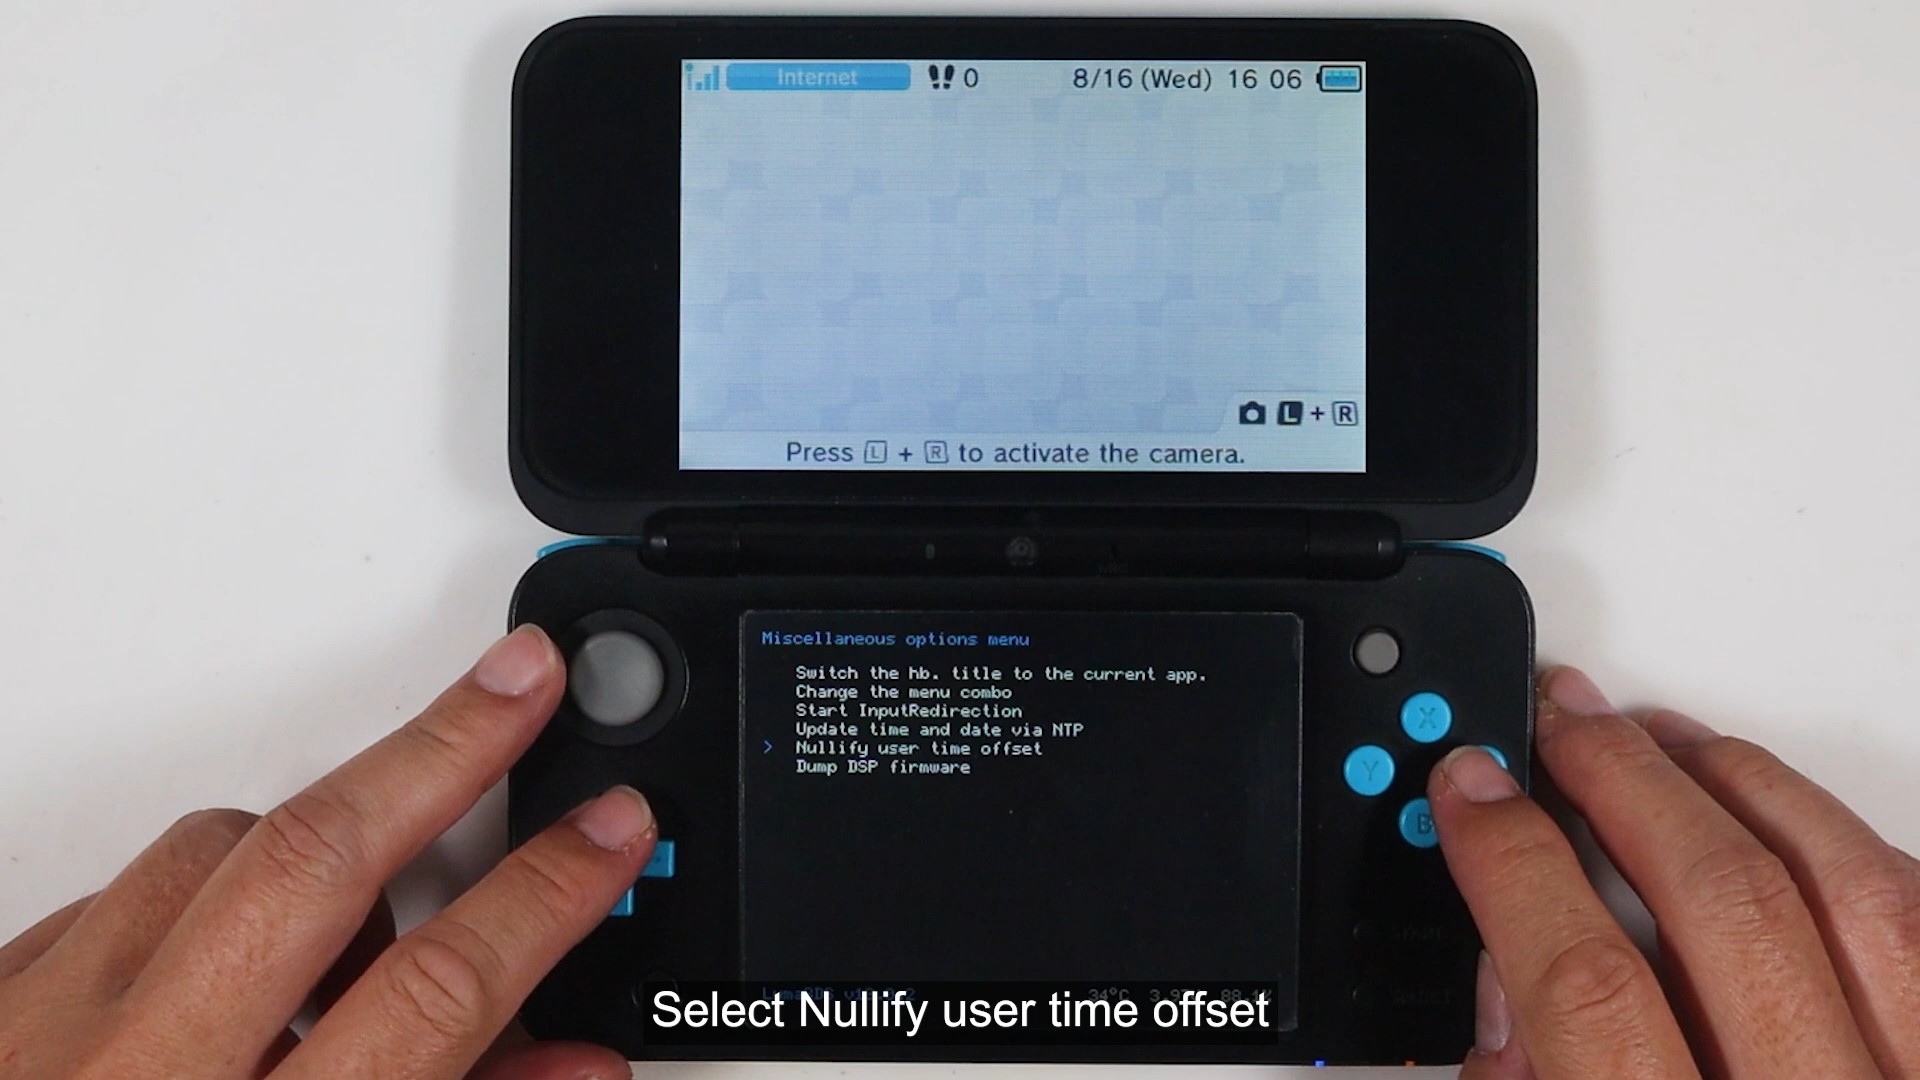 Internet 0 8/16 (Wed) 16 06
L + R
Press L + R to activate the camera.
Miscellaneous options menu
Switch the hb. title to the current app.
Change the menu combo
Start InputRedirection
Update time and date via NTP
> Nullify user time offset
Dump DSP firmware
X
Y
B
34°C
Select Nullify user time offset